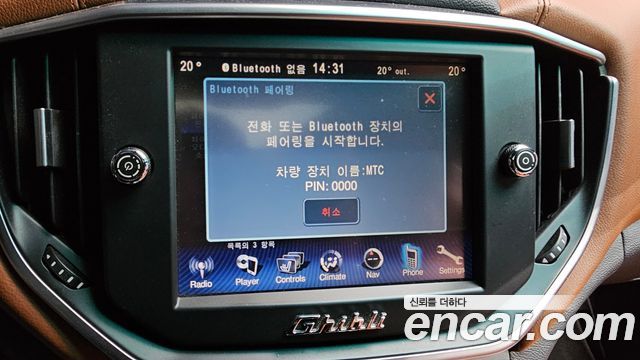 20° Bluetooth 없음 14:31 20° out. 20°
Bluetooth 페어링
전화 또는 Bluetooth 장치의
페어링을 시작합니다.
차량 장치 이름:MTC
PIN: 0000
취소
목록의 3 항목
Radio Player Controls Climate Nav Phone Settings
Ghibli
신뢰를 더하다
encar.com